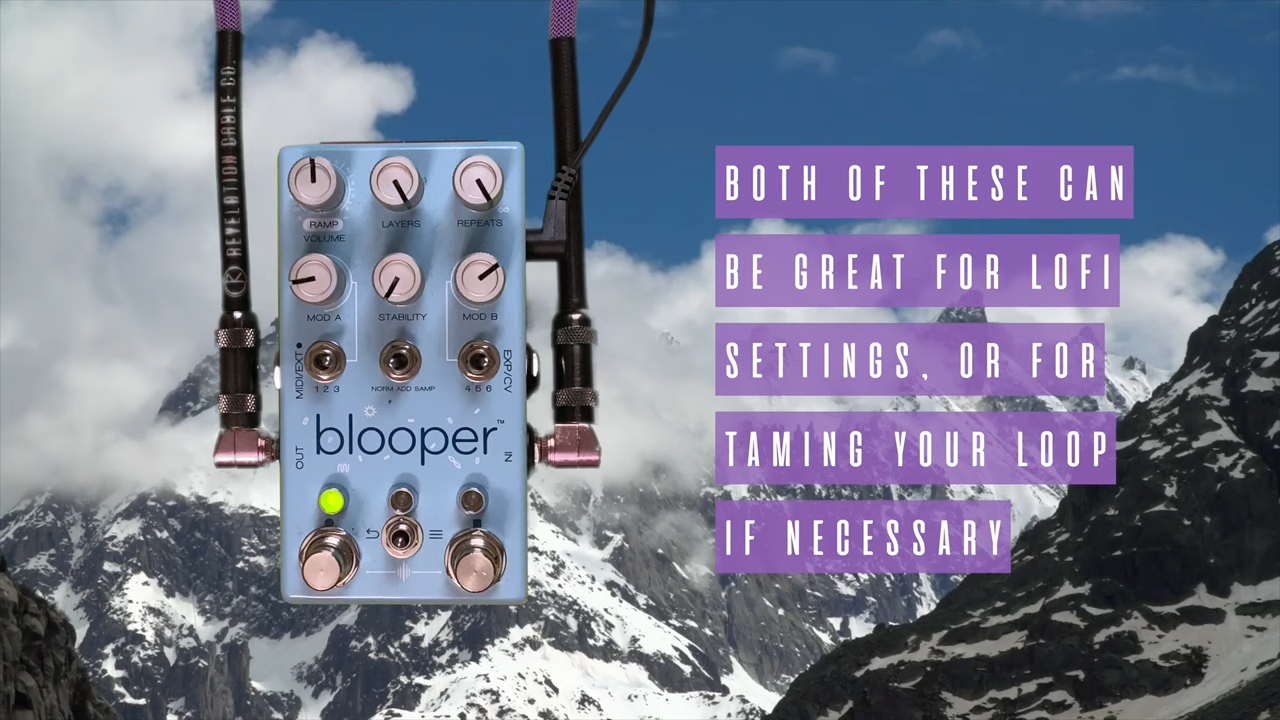 REVELATION CABLE CO.
RAMP
VOLUME
LAYERS
REPEATS
∞
MOD A
STABILITY
MOD B
MIDI/EXT
1 2 3
NORM ADD SAMP
4 5 6
EXP/CV
blooper™
OUT
IN
BOTH OF THESE CAN
BE GREAT FOR LOFI
SETTINGS, OR FOR
TAMING YOUR LOOP
IF NECESSARY